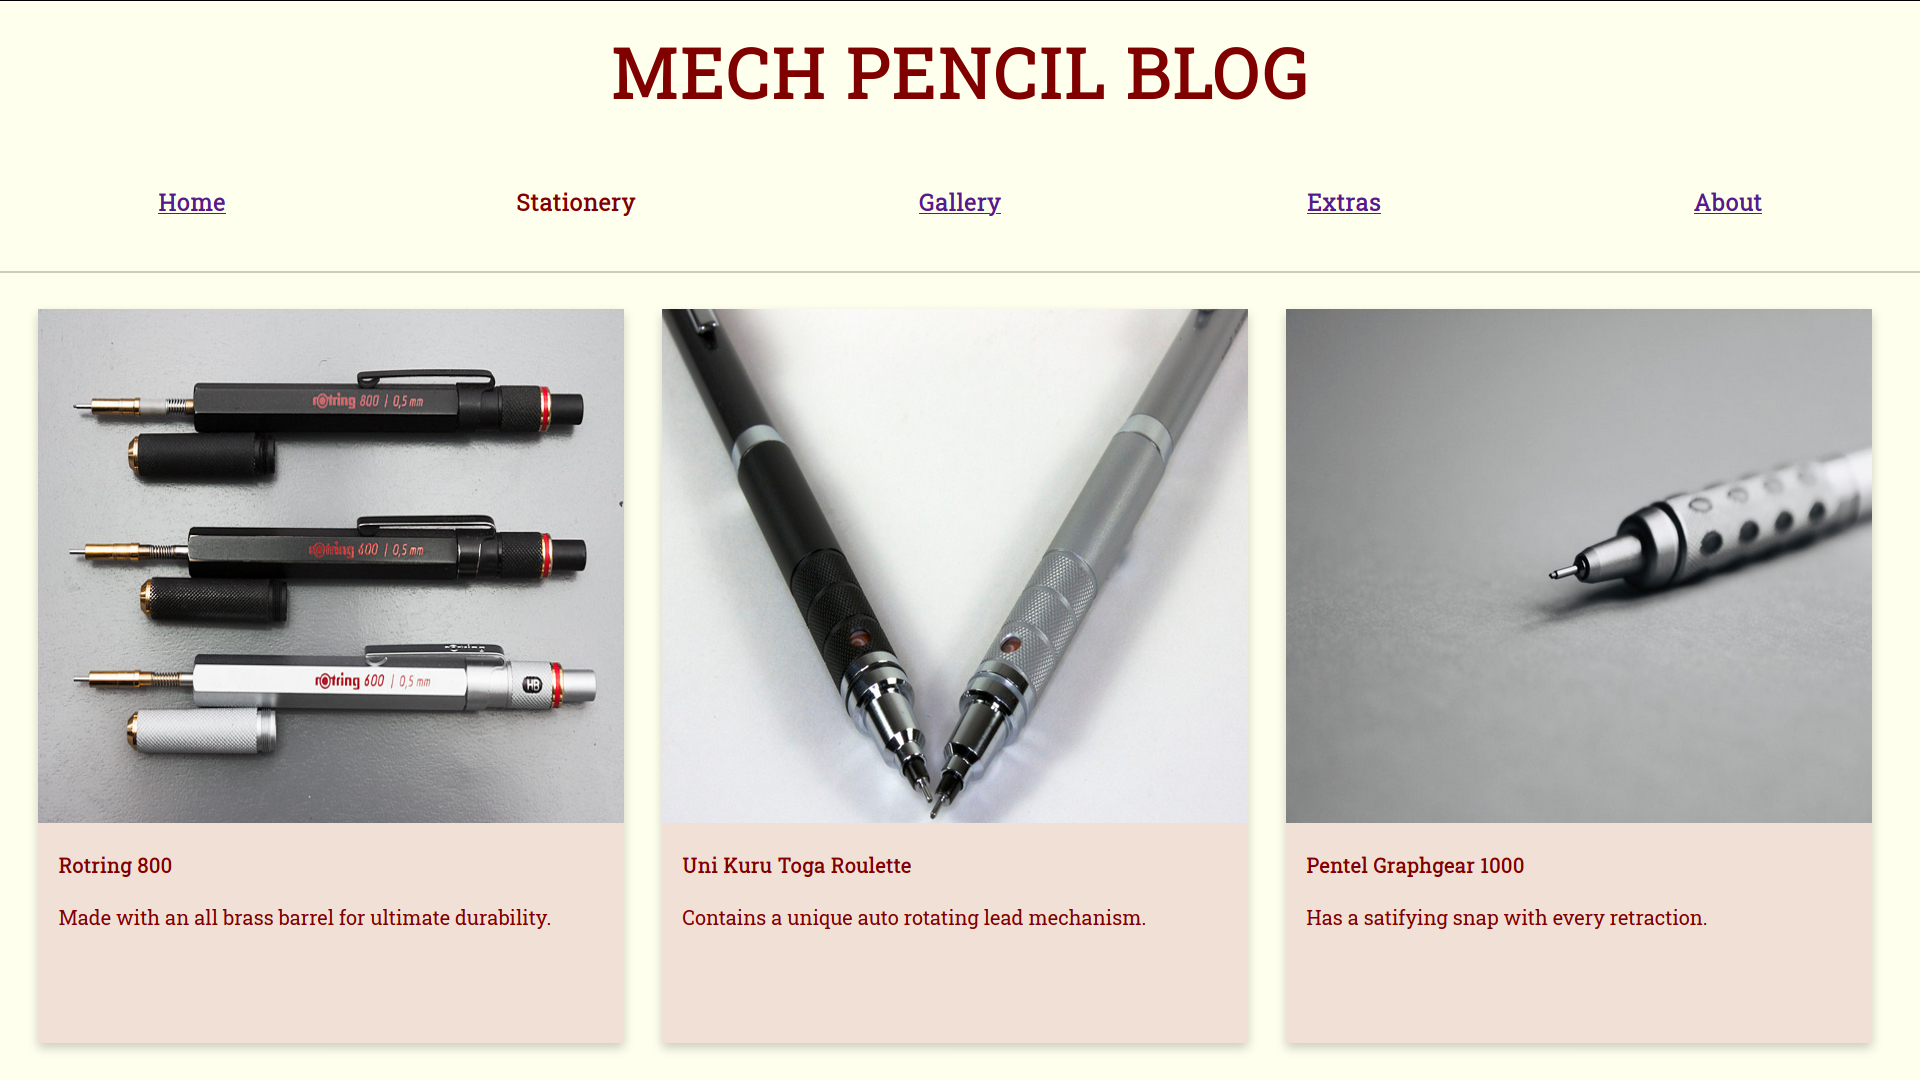 MECH PENCIL BLOG
Home Stationery Gallery Extras About
rotring 800 | 0,5 mm
rotring 600 | 0,5 mm
rotring
rotring 600 | 0,5 mm
HB
Rotring 800
Made with an all brass barrel for ultimate durability.
Uni Kuru Toga Roulette
Contains a unique auto rotating lead mechanism.
Pentel Graphgear 1000
Has a satifying snap with every retraction.